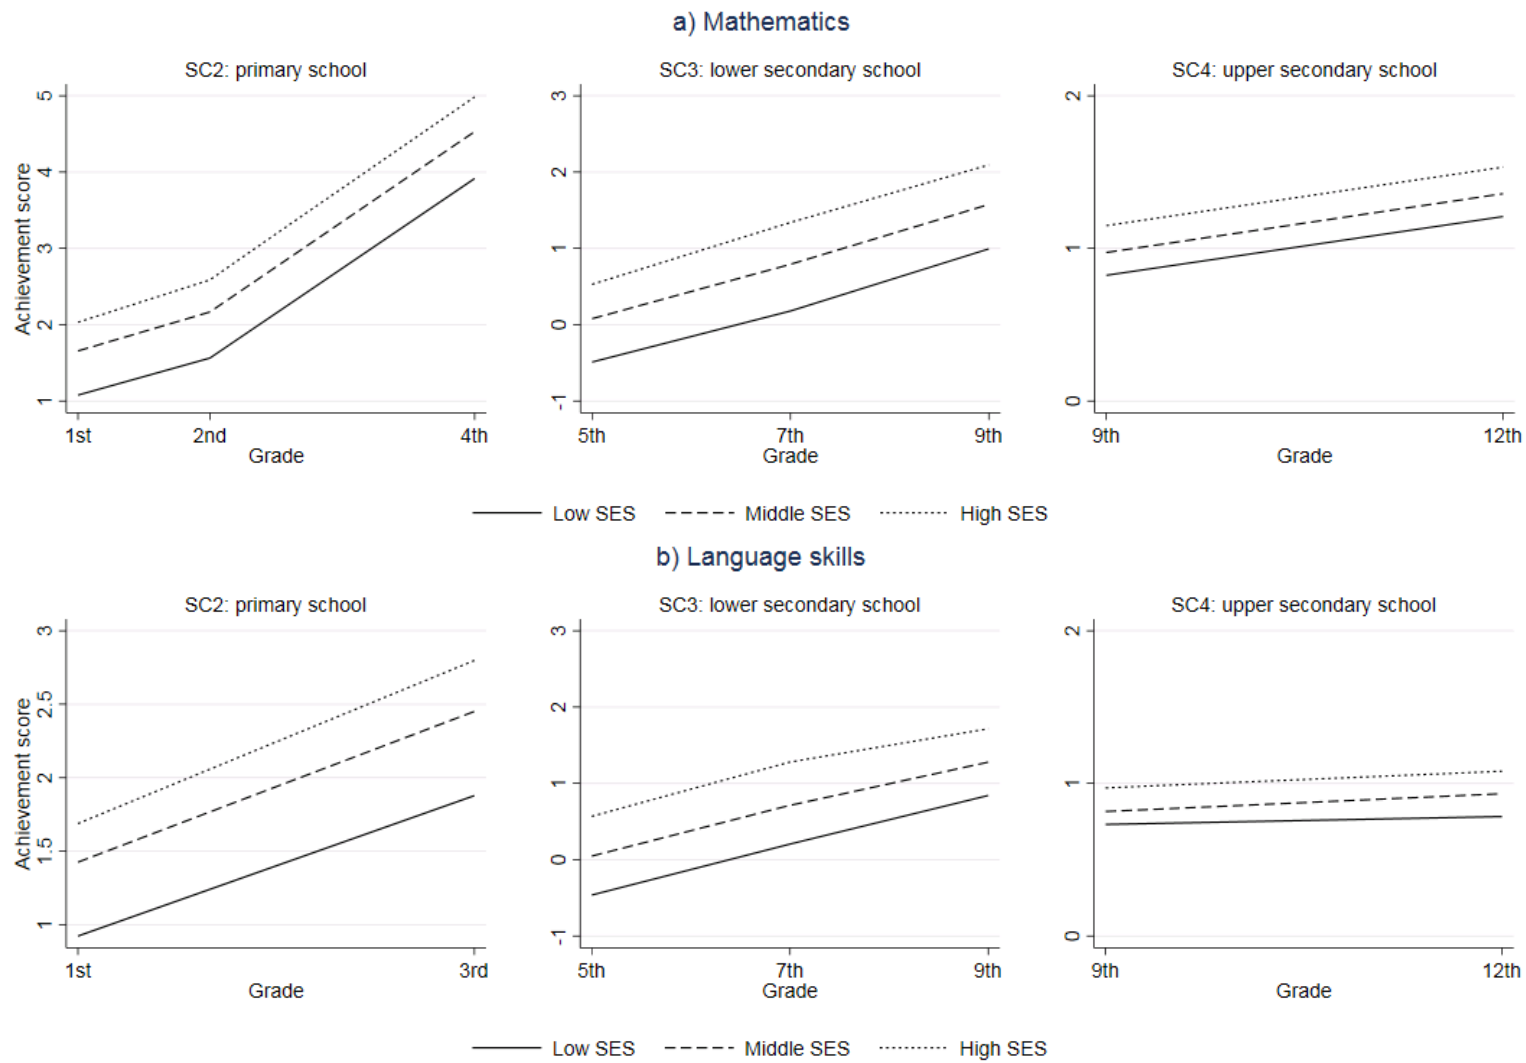 a) Mathematics
SC2: primary school
SC3: lower secondary school
SC4: upper secondary school
Achievement score
5
4
3
2
1
1st 2nd 4th
Grade
3
2
1
0
-1
5th 7th 9th
Grade
2
1
0
9th 12th
Grade
Low SES Middle SES High SES
b) Language skills
SC2: primary school
SC3: lower secondary school
SC4: upper secondary school
Achievement score
3
2.5
2
1.5
1
1st 3rd
Grade
3
2
1
0
-1
5th 7th 9th
Grade
2
1
0
9th 12th
Grade
Low SES Middle SES High SES